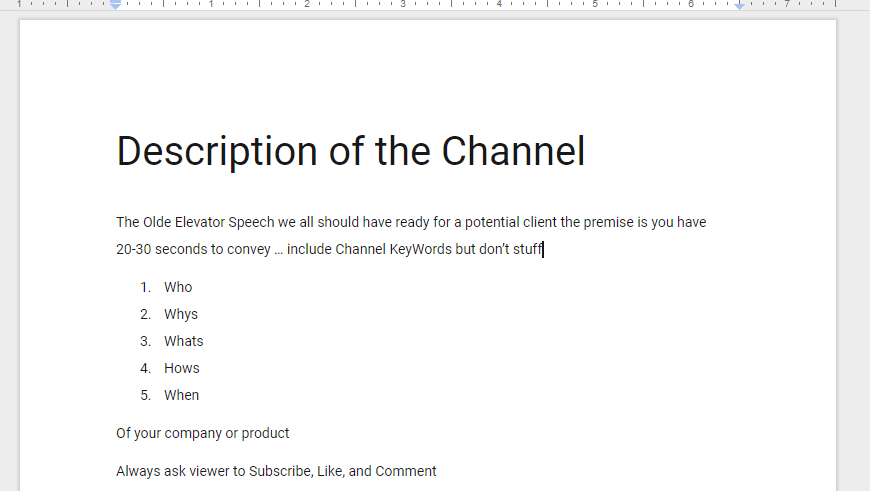 1 1 2 3 4 5 6 7
Description of the Channel
The Olde Elevator Speech we all should have ready for a potential client the premise is you have
20-30 seconds to convey ... include Channel KeyWords but don't stuff
1. Who
2. Whys
3. Whats
4. Hows
5. When
Of your company or product
Always ask viewer to Subscribe, Like, and Comment